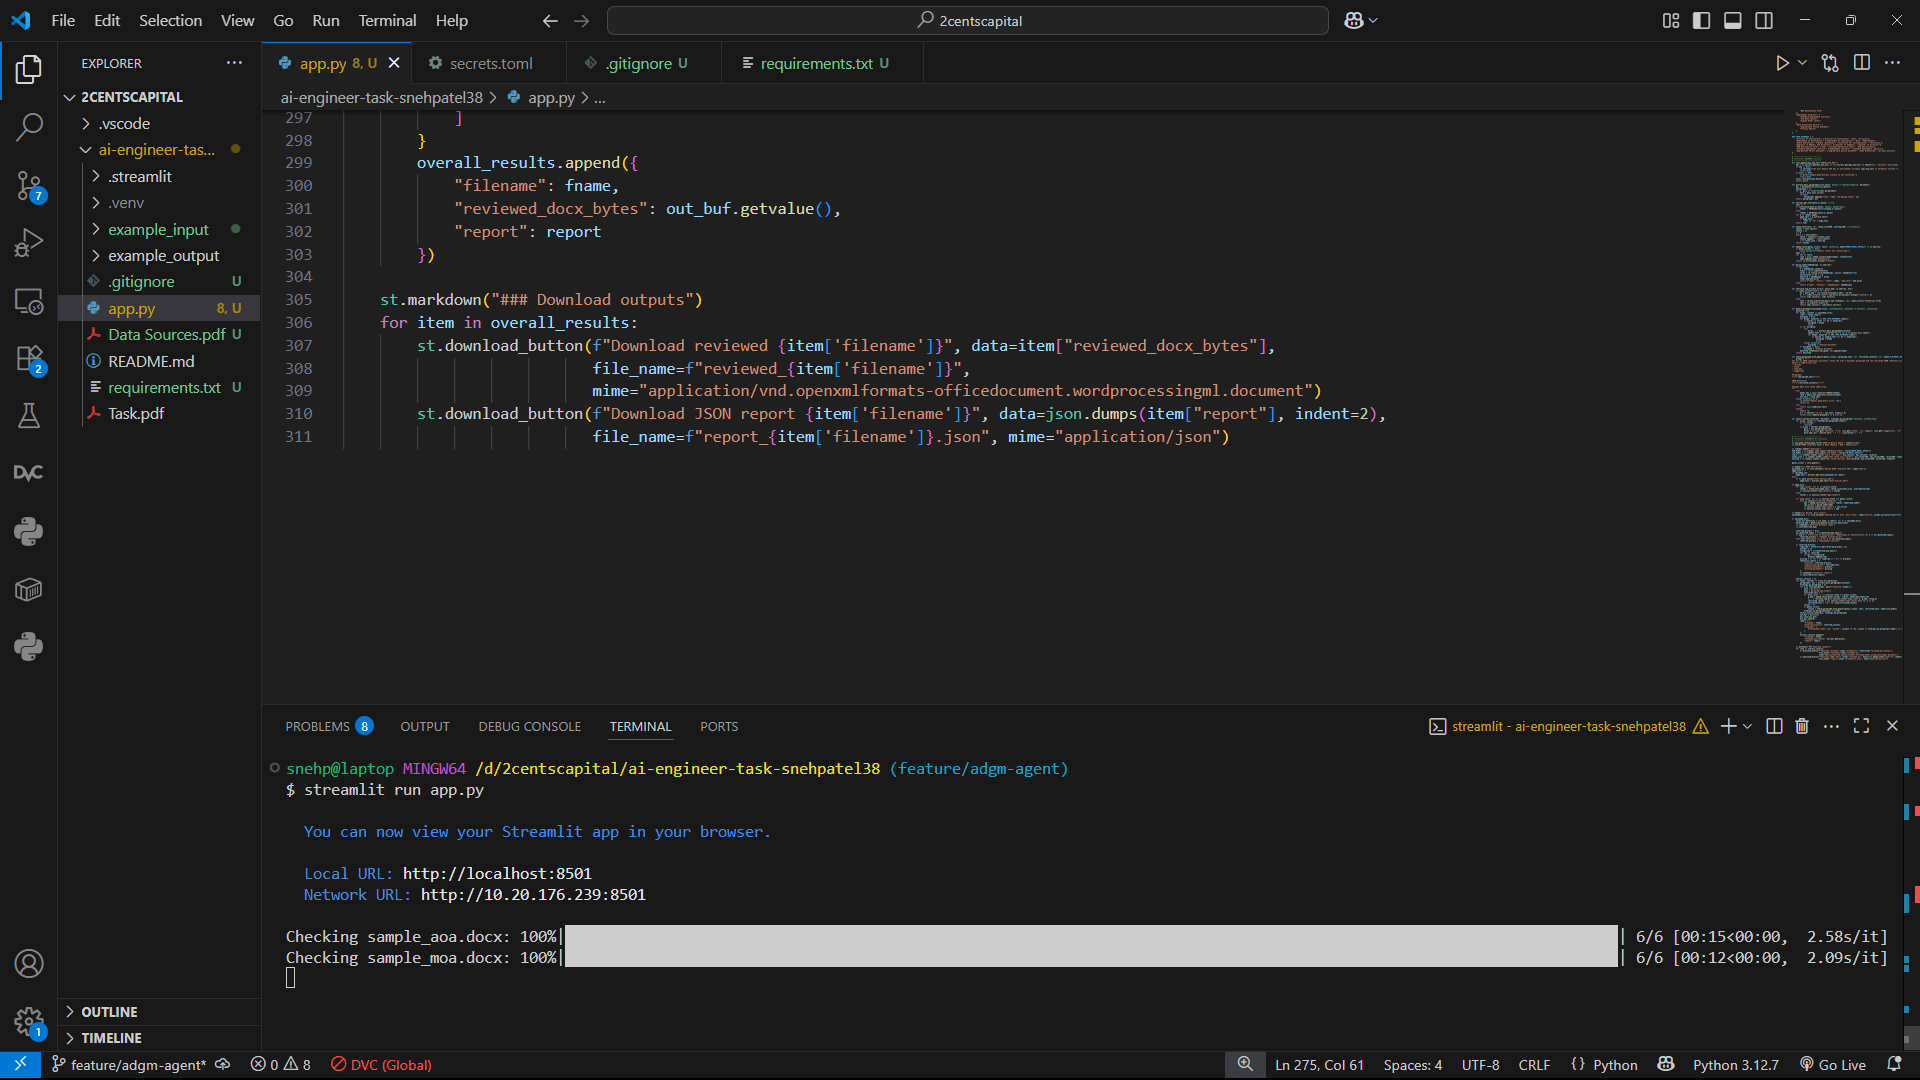 File Edit Selection View Go Run Terminal Help
2centscapital
EXPLORER
app.py 8, U
secrets.toml
.gitignore U
requirements.txt U
2CENTSCAPITAL
.vscode
ai-engineer-tas...
.streamlit
.venv
example_input
example_output
.gitignore U
app.py 8, U
Data Sources.pdf U
README.md
requirements.txt U
Task.pdf
7
2
DVC
1
OUTLINE
TIMELINE
ai-engineer-task-snehpatel38 > app.py > ...
297 ]
298 }
299 overall_results.append({
300 "filename": fname,
301 "reviewed_docx_bytes": out_buf.getvalue(),
302 "report": report
303 })
304
305 st.markdown("### Download outputs")
306 for item in overall_results:
307 st.download_button(f"Download reviewed {item['filename']}", data=item["reviewed_docx_bytes"],
308 file_name=f"reviewed_{item['filename']}",
309 mime="application/vnd.openxmlformats-officedocument.wordprocessingml.document")
310 st.download_button(f"Download JSON report {item['filename']}", data=json.dumps(item["report"], indent=2),
311 file_name=f"report_{item['filename']}.json", mime="application/json")
PROBLEMS 8 OUTPUT DEBUG CONSOLE TERMINAL PORTS
streamlit - ai-engineer-task-snehpatel38
snehp@laptop MINGW64 /d/2centscapital/ai-engineer-task-snehpatel38 (feature/adgm-agent)
$ streamlit run app.py
You can now view your Streamlit app in your browser.
Local URL: http://localhost:8501
Network URL: http://10.20.176.239:8501
Checking sample_aoa.docx: 100%| | 6/6 [00:15<00:00, 2.58s/it]
Checking sample_moa.docx: 100%| | 6/6 [00:12<00:00, 2.09s/it]
feature/adgm-agent* 0 8 DVC (Global)
Ln 275, Col 61 Spaces: 4 UTF-8 CRLF {} Python Python 3.12.7 Go Live